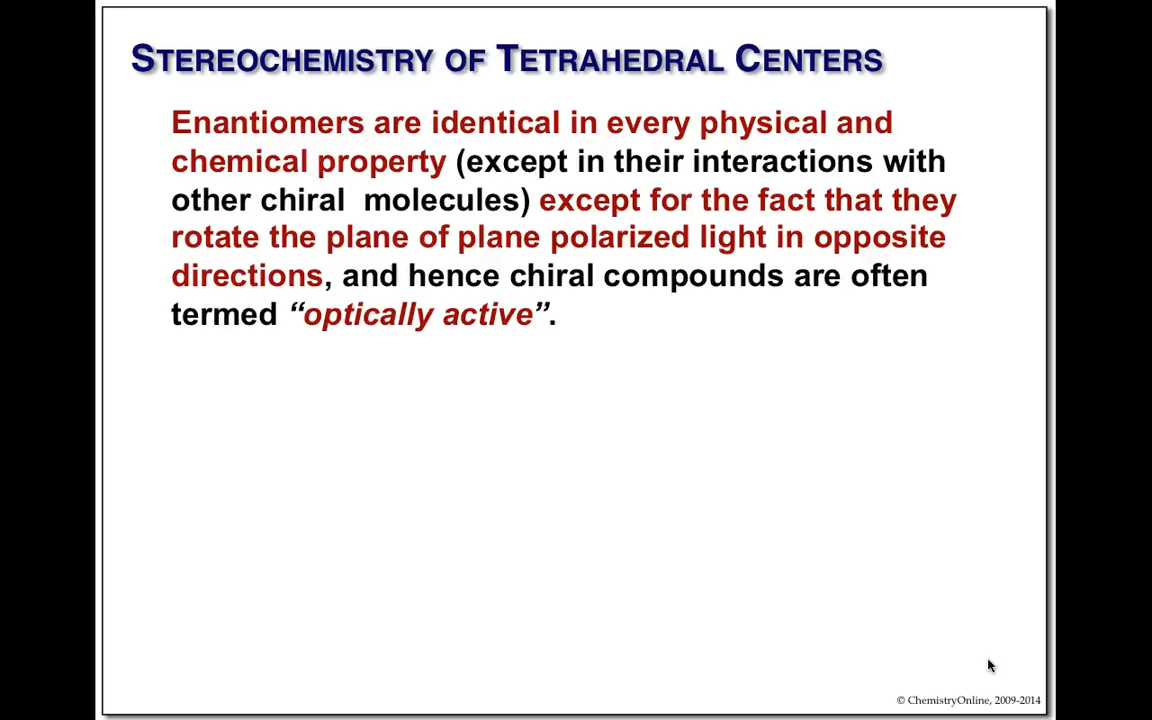 STEREOCHEMISTRY OF TETRAHEDRAL CENTERS
Enantiomers are identical in every physical and
chemical property (except in their interactions with
other chiral  molecules) except for the fact that they
rotate the plane of plane polarized light in opposite
directions, and hence chiral compounds are often
termed “optically active”.
© ChemistryOnline, 2009-2014